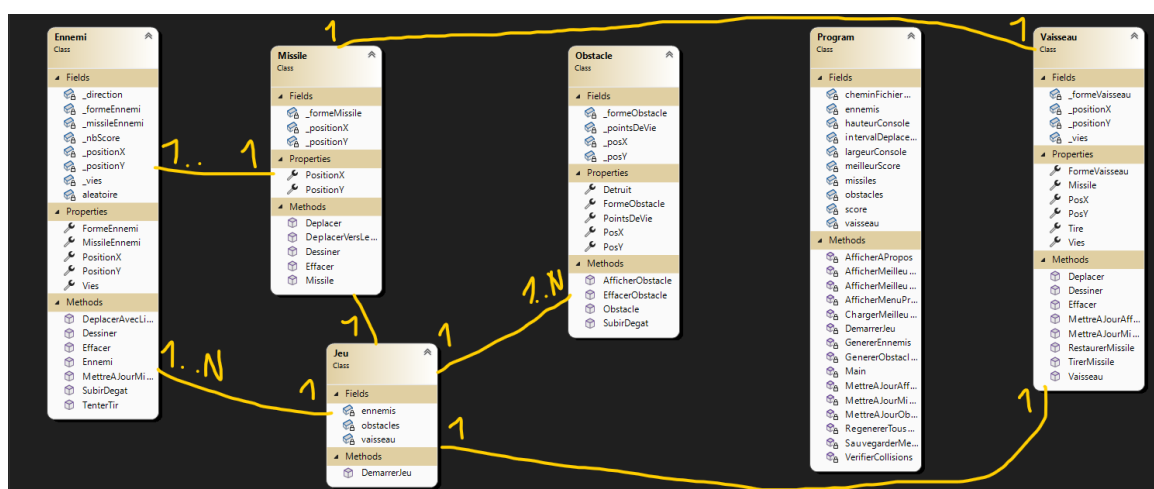 Ennemi
Class
Fields
_direction
_formeEnnemi
_missileEnnemi
_nbScore
_positionX
_positionY
_vies
aleatoire
Properties
FormeEnnemi
MissileEnnemi
PositionX
PositionY
Vies
Methods
DeplacerAvecLi...
Dessiner
Effacer
Ennemi
MettreAJourMi...
SubirDegat
TenterTir
1..
1
1..N
1
Missile
Class
Fields
_formeMissile
_positionX
_positionY
Properties
PositionX
PositionY
Methods
Deplacer
DeplacerVersLe...
Dessiner
Effacer
Missile
1
1
1
Jeu
Class
Fields
ennemis
obstacles
vaisseau
Methods
DemarrerJeu
1
1..N
1
1
Obstacle
Class
Fields
_formeObstacle
_pointsDeVie
_posX
_posY
Properties
Detruit
FormeObstacle
PointsDeVie
PosX
PosY
Methods
AfficherObstacle
EffacerObstacle
Obstacle
SubirDegat
Program
Class
Fields
cheminFichier...
ennemis
hauteurConsole
intervalDeplace...
largeurConsole
meilleurScore
missiles
obstacles
score
vaisseau
Methods
AfficherAPropos
AfficherMeilleu...
AfficherMeilleu...
AfficherMenuPr...
ChargerMeilleu...
DemarrerJeu
GenererEnnemis
GenererObstacl...
Main
MettreAJourAff...
MettreAJourMi...
MettreAJourOb...
RegenererTous...
SauvegarderMe...
VerifierCollisions
Vaisseau
Class
Fields
_formeVaisseau
_positionX
_positionY
_vies
Properties
FormeVaisseau
Missile
PosX
PosY
Tire
Vies
Methods
Deplacer
Dessiner
Effacer
MettreAJourAff...
MettreAJourMi...
RestaurerMissile
TirerMissile
Vaisseau
1